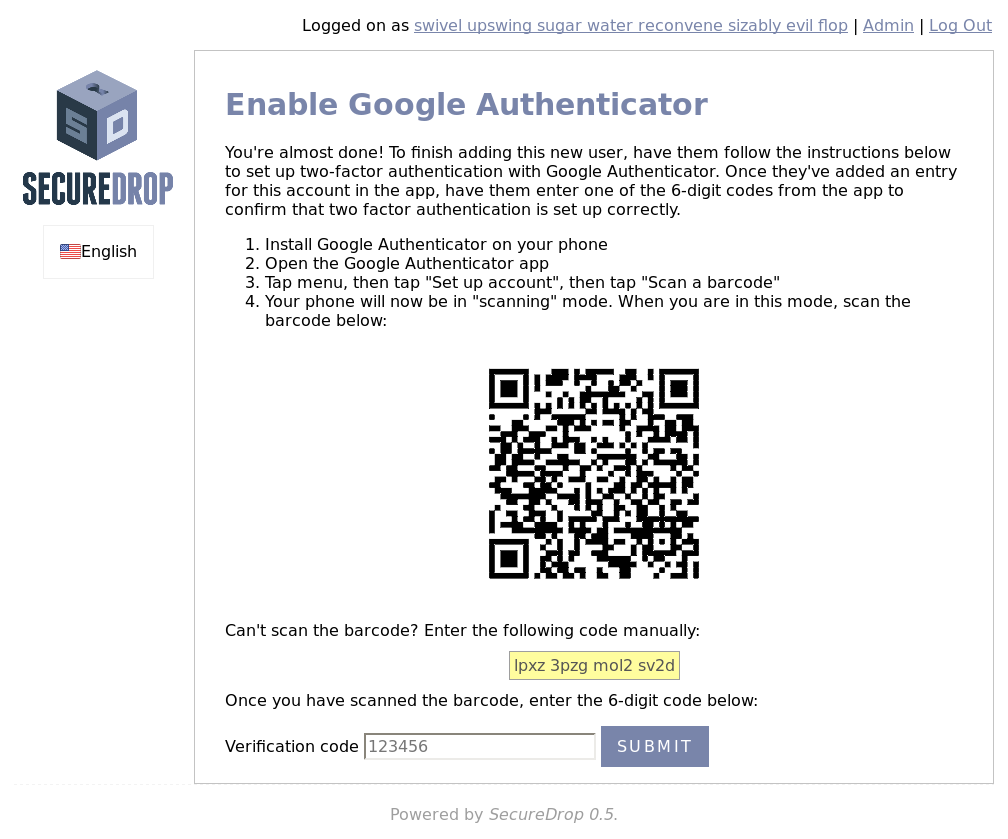 Logged on as swivel upswing sugar water reconvene sizably evil flop | Admin | Log Out
SD
SECUREDROP
English
Enable Google Authenticator
You're almost done! To finish adding this new user, have them follow the instructions below
to set up two-factor authentication with Google Authenticator. Once they've added an entry
for this account in the app, have them enter one of the 6-digit codes from the app to
confirm that two factor authentication is set up correctly.
1. Install Google Authenticator on your phone
2. Open the Google Authenticator app
3. Tap menu, then tap "Set up account", then tap "Scan a barcode"
4. Your phone will now be in "scanning" mode. When you are in this mode, scan the
barcode below:
Can't scan the barcode? Enter the following code manually:
lpxz 3pzg mol2 sv2d
Once you have scanned the barcode, enter the 6-digit code below:
Verification code 123456 SUBMIT
Powered by SecureDrop 0.5.